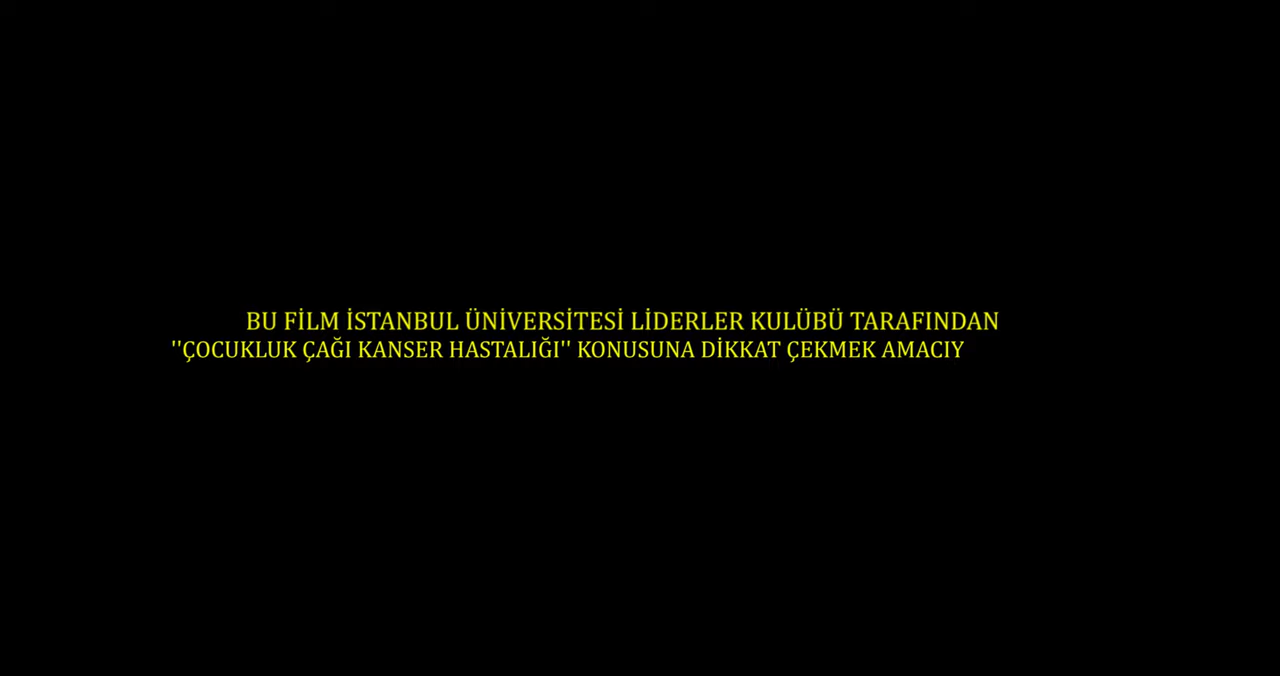 BU FİLM İSTANBUL ÜNİVERSİTESİ LİDERLER KULÜBÜ TARAFINDAN
''ÇOCUKLUK ÇAĞI KANSER HASTALIĞI'' KONUSUNA DİKKAT ÇEKMEK AMACIY